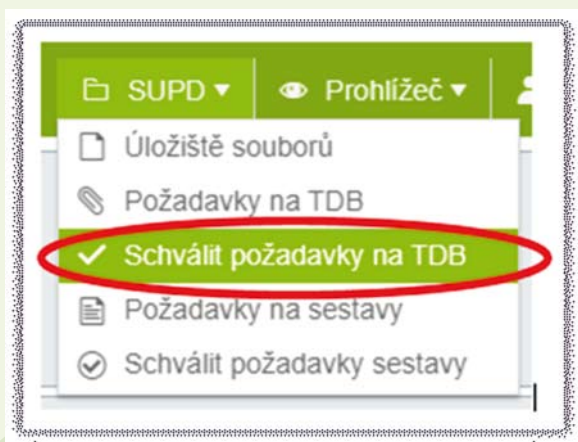 SUPD ▾ Prohlížeč ▾
Úložiště souborů
Požadavky na TDB
Schválit požadavky na TDB
Požadavky na sestavy
Schválit požadavky sestavy